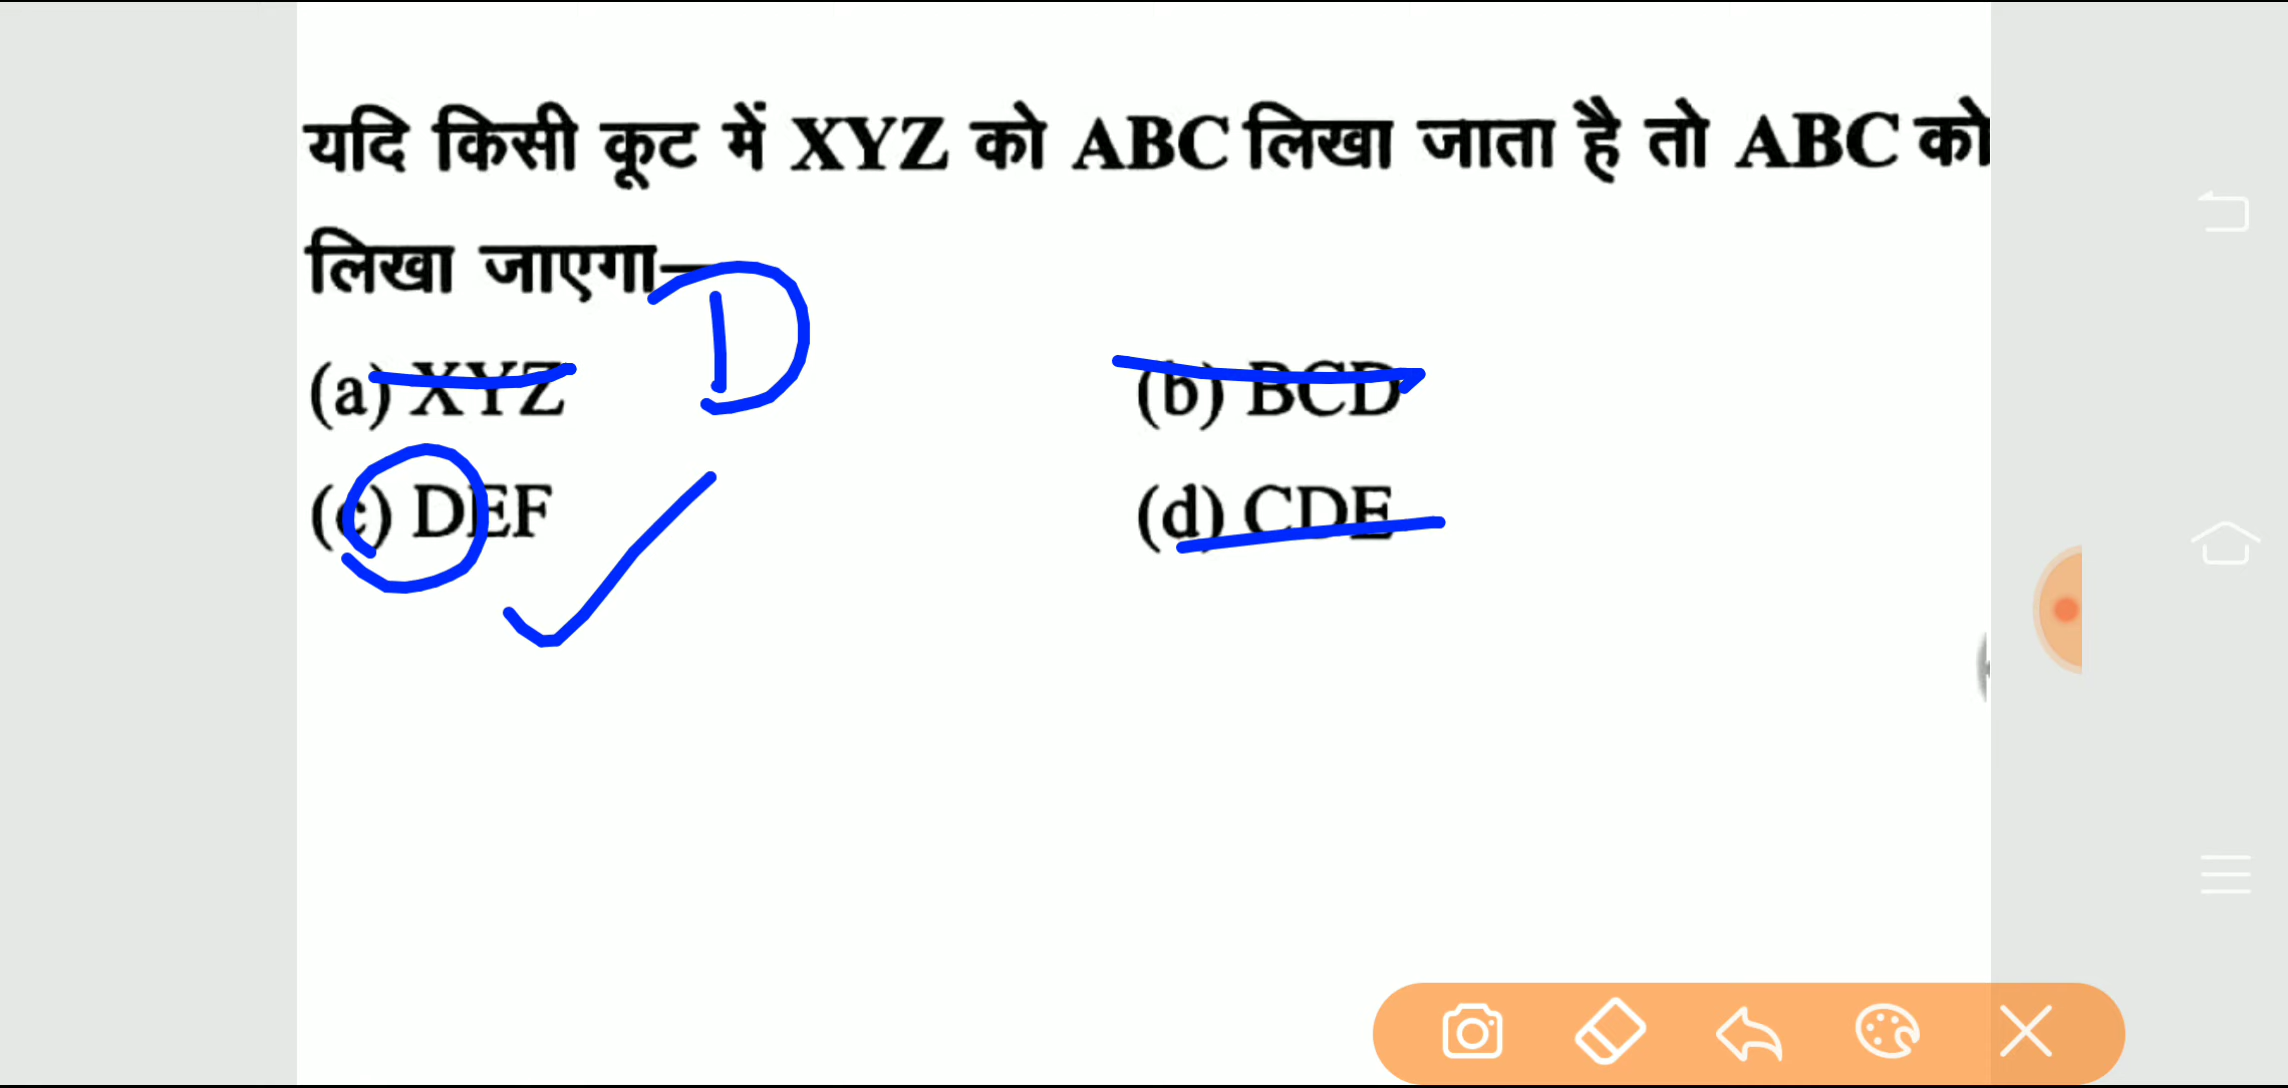 यदि किसी कूट में XYZ को ABC लिखा जाता है तो ABC को
लिखा जाएगा—
D
(a) XYZ (b) BCD
(c) DEF (d) CDE